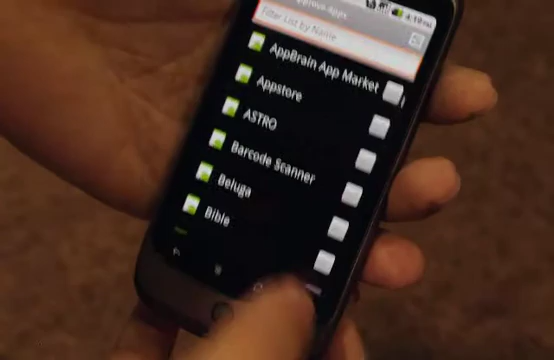 Filter List by Name
AppBrain App Market
Appstore
ASTRO
Barcode Scanner
Beluga
Bible